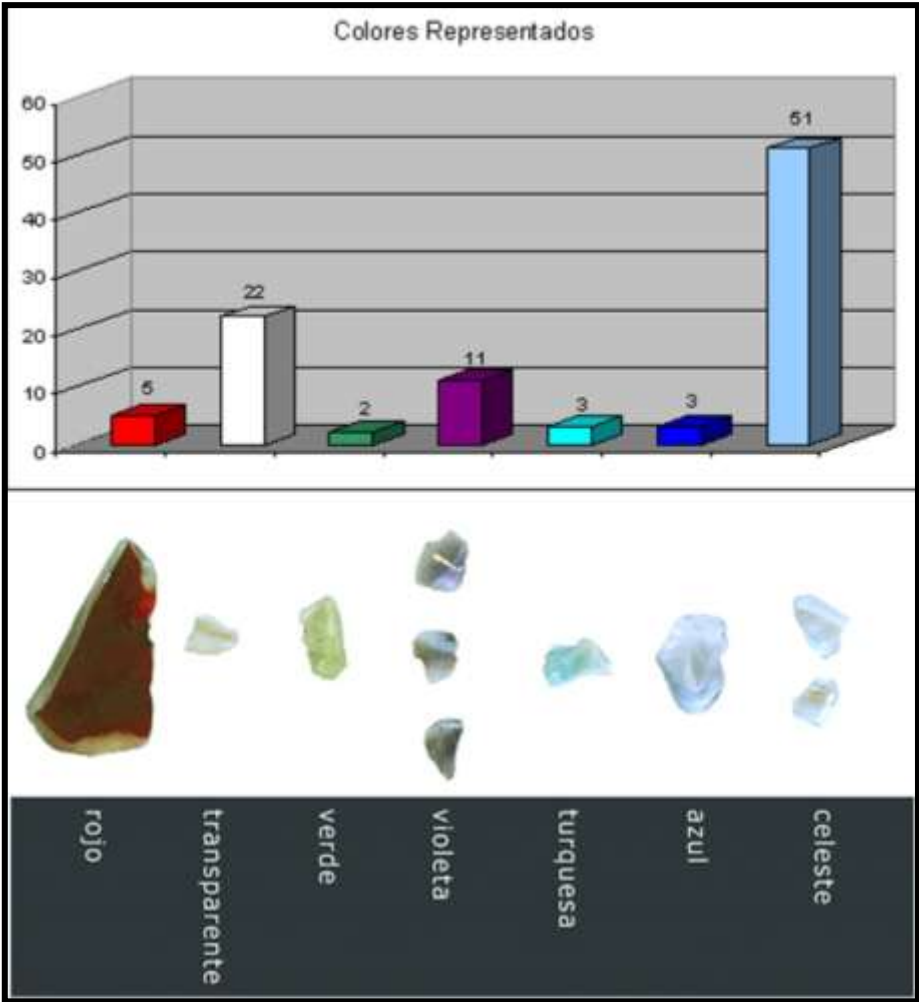 Colores Representados
60
50
40
30
20
10
0
5
22
2
11
3
3
51
rojo
transparente
verde
violeta
turquesa
azul
celeste